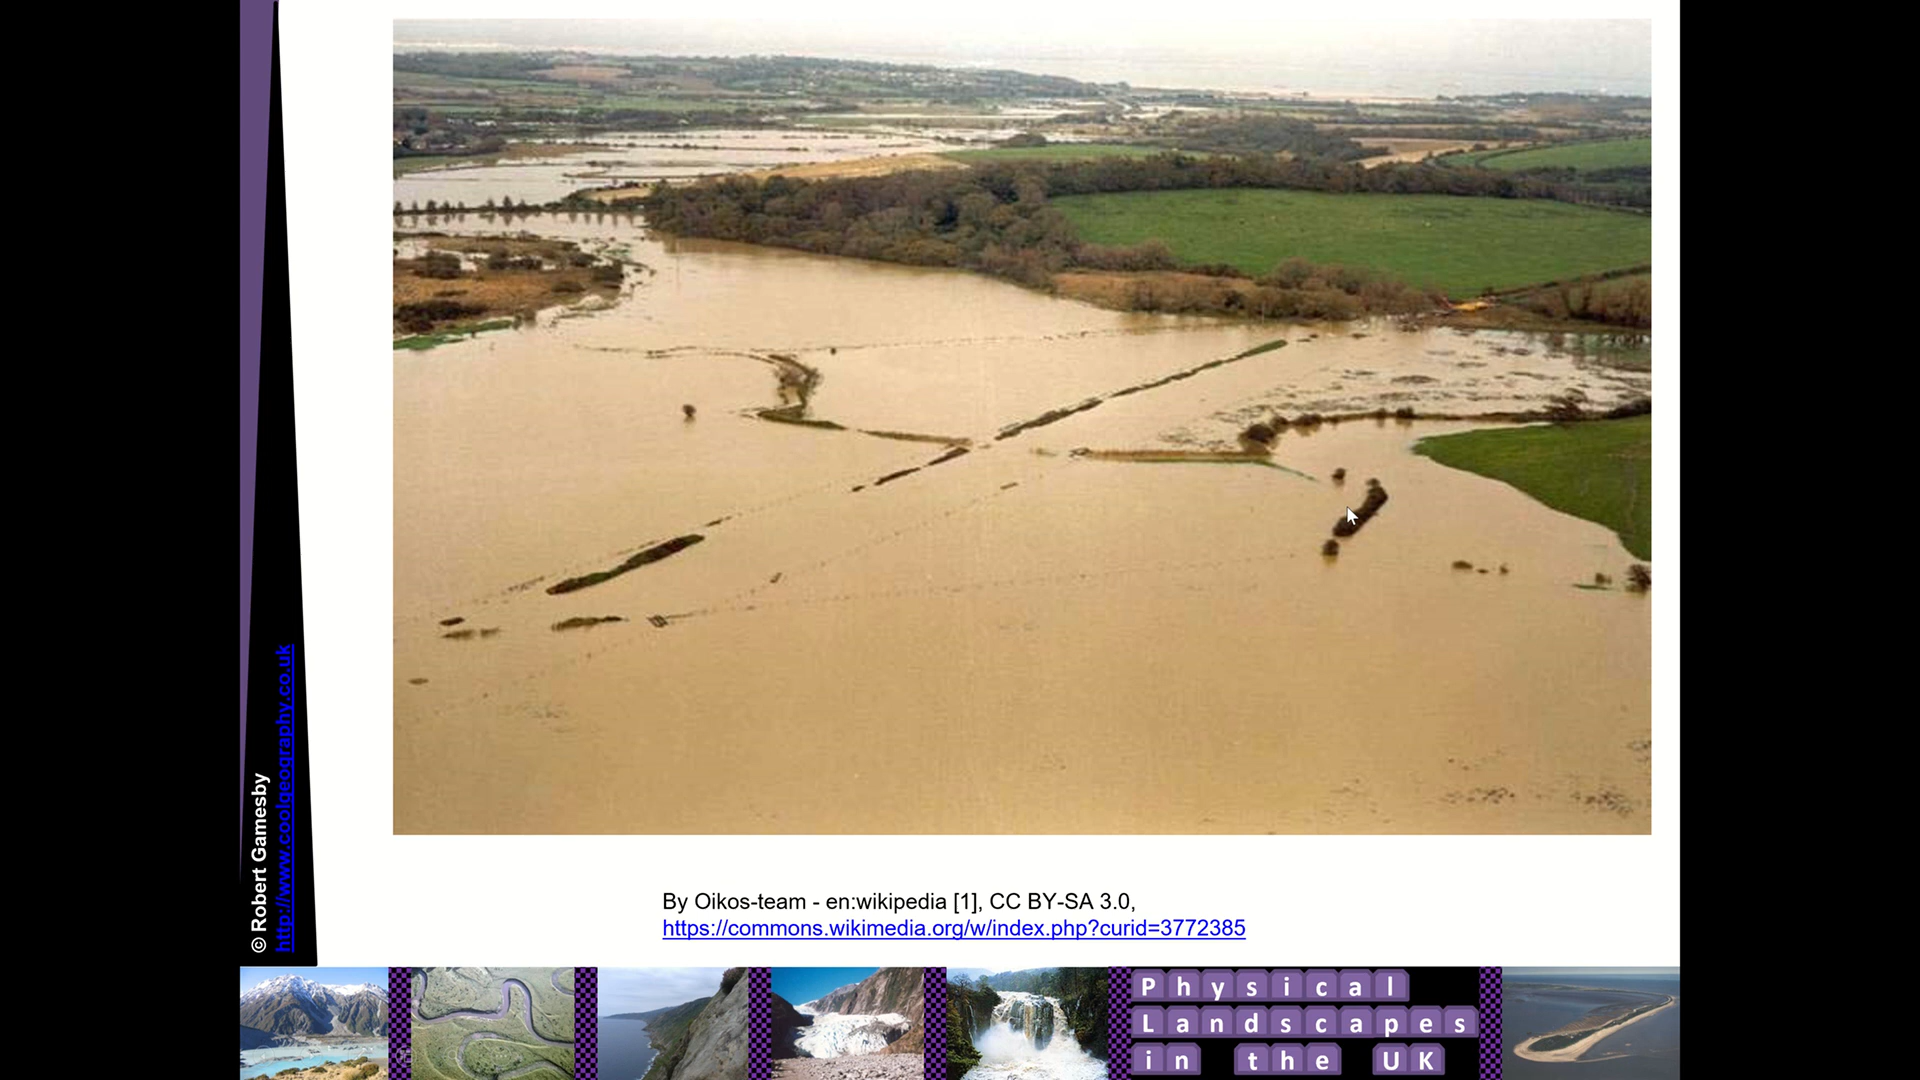 © Robert Gamesby
http://www.coolgeography.co.uk
By Oikos-team - en:wikipedia [1], CC BY-SA 3.0,
https://commons.wikimedia.org/w/index.php?curid=3772385
Physical
Landscapes
in the UK